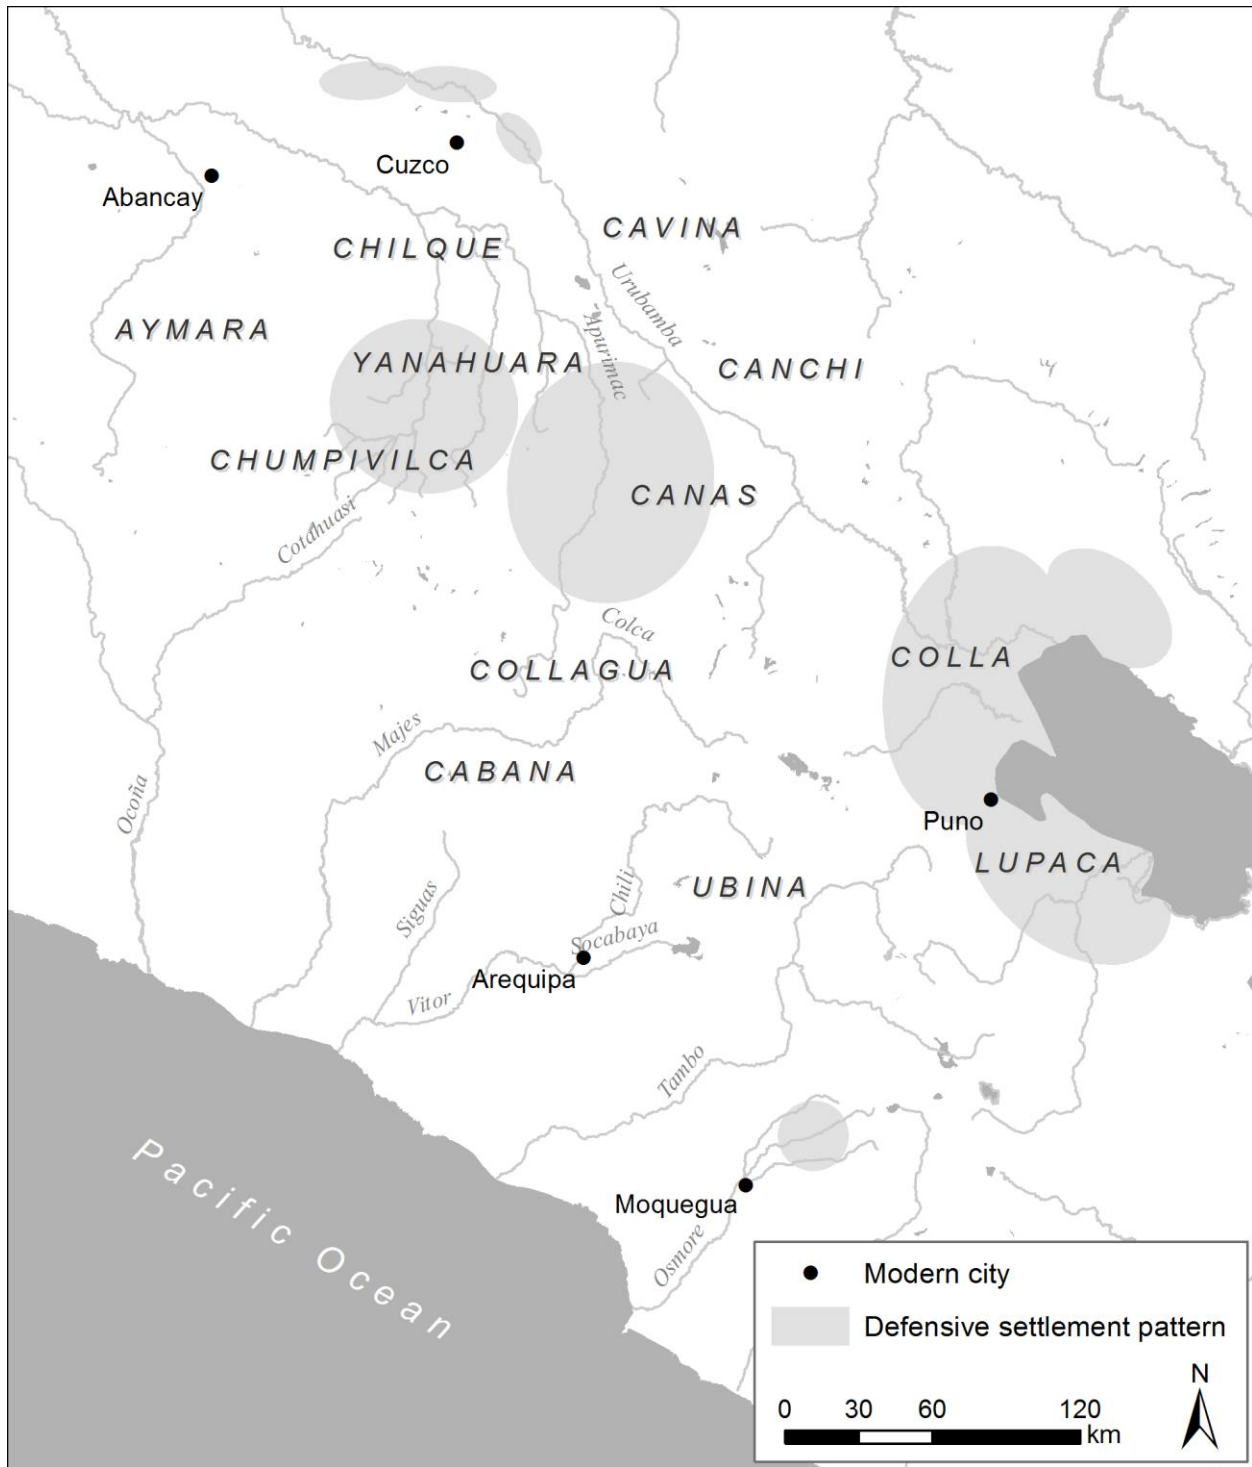 Cuzco
Abancay
CAVINA
CHILQUE
Urubamba
AYMARA
Apurimac
YANAHUARA
CANCHI
CHUMPIVILCA
CANAS
Cotahuasi
Colca
COLLAGUA
COLLA
Majes
CABANA
Ocoña
Puno
LUPACA
UBINA
Chili
Siguas
Socabaya
Arequipa
Vitor
Tambo
Pacific Ocean
Moquegua
Osmore
Modern city
Defensive settlement pattern
N
0 30 60 120
km